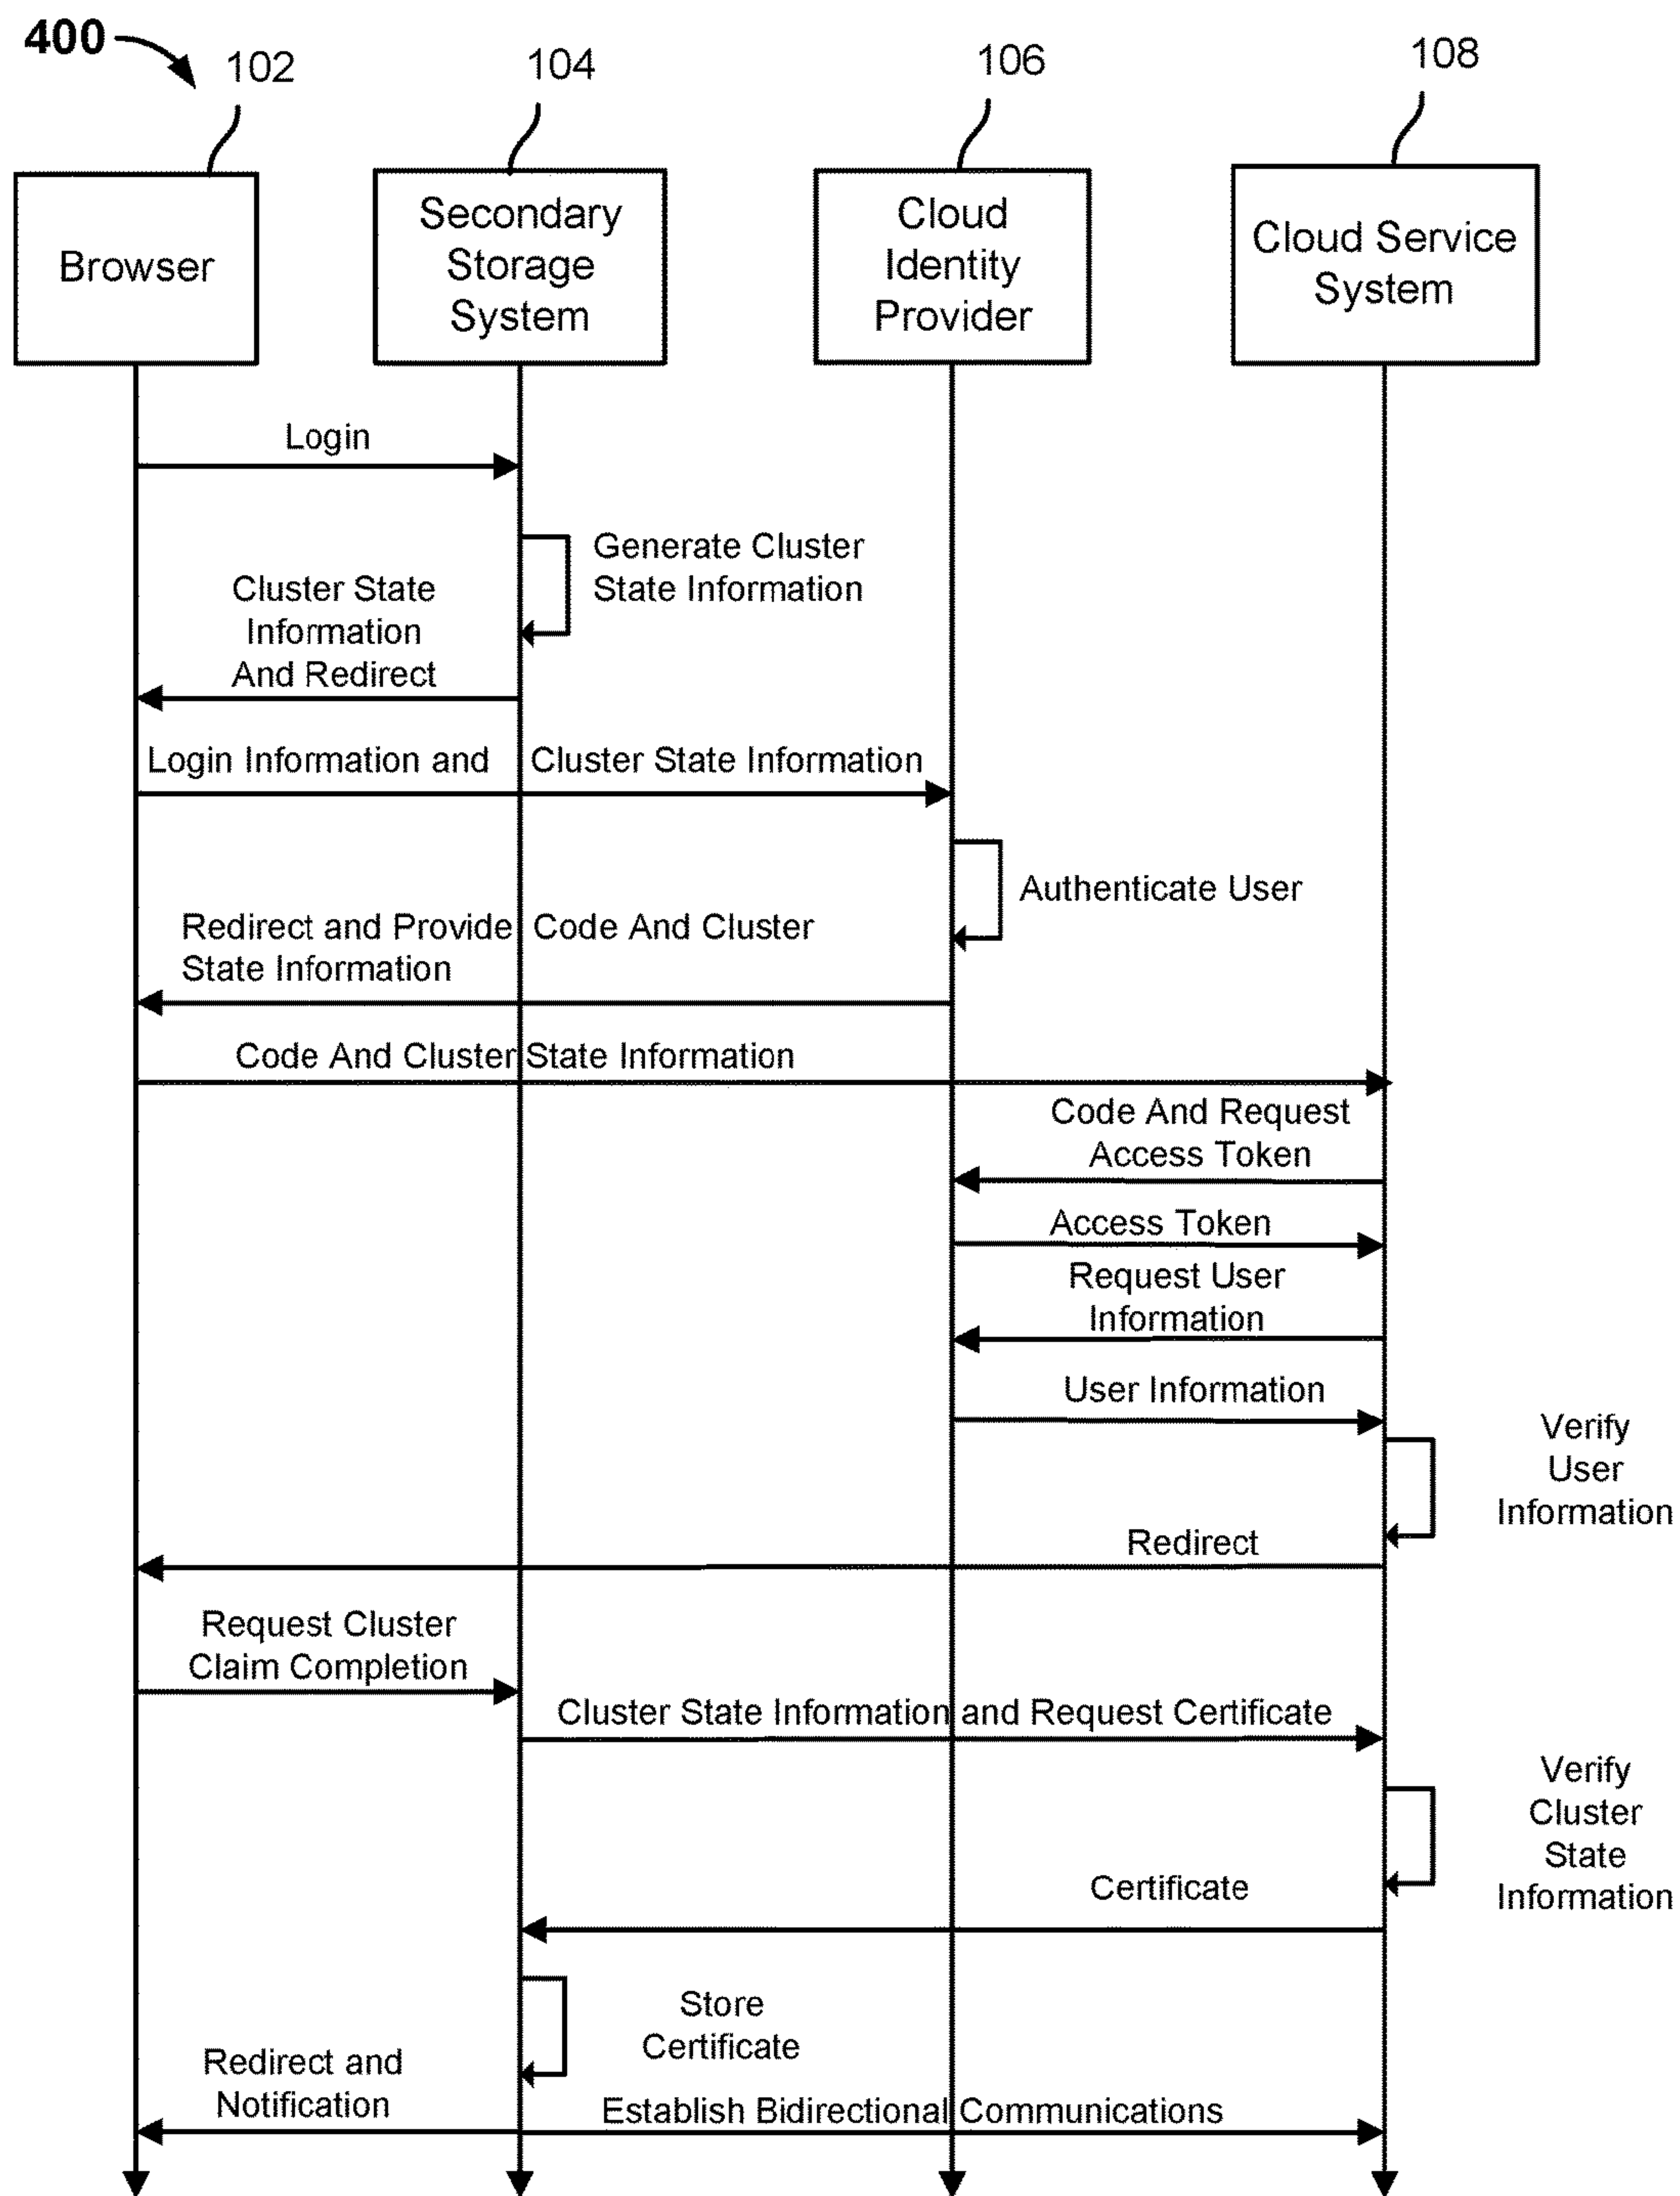 400
102
104
106
108
Browser
Secondary
Storage
System
Cloud
Identity
Provider
Cloud Service
System
Login
Generate Cluster
State Information
Cluster State
Information
And Redirect
Login Information and Cluster State Information
Authenticate User
Redirect and Provide Code And Cluster
State Information
Code And Cluster State Information
Code And Request
Access Token
Access Token
Request User
Information
User Information
Verify
User
Information
Redirect
Request Cluster
Claim Completion
Cluster State Information and Request Certificate
Verify
Cluster
State
Information
Certificate
Store
Certificate
Redirect and
Notification
Establish Bidirectional Communications